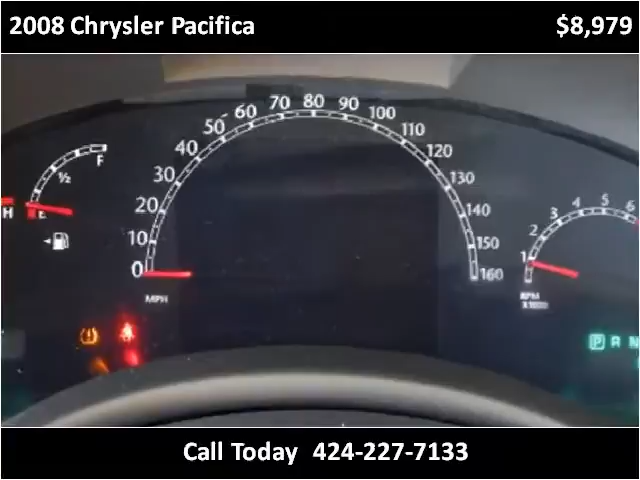 2008 Chrysler Pacifica $8,979
0 10 20 30 40 50 60 70 80 90 100 110 120 130 140 150 160
MPH
H
E ½ F
1 2 3 4 5 6
RPM
X 1000
P R N
Call Today 424-227-7133